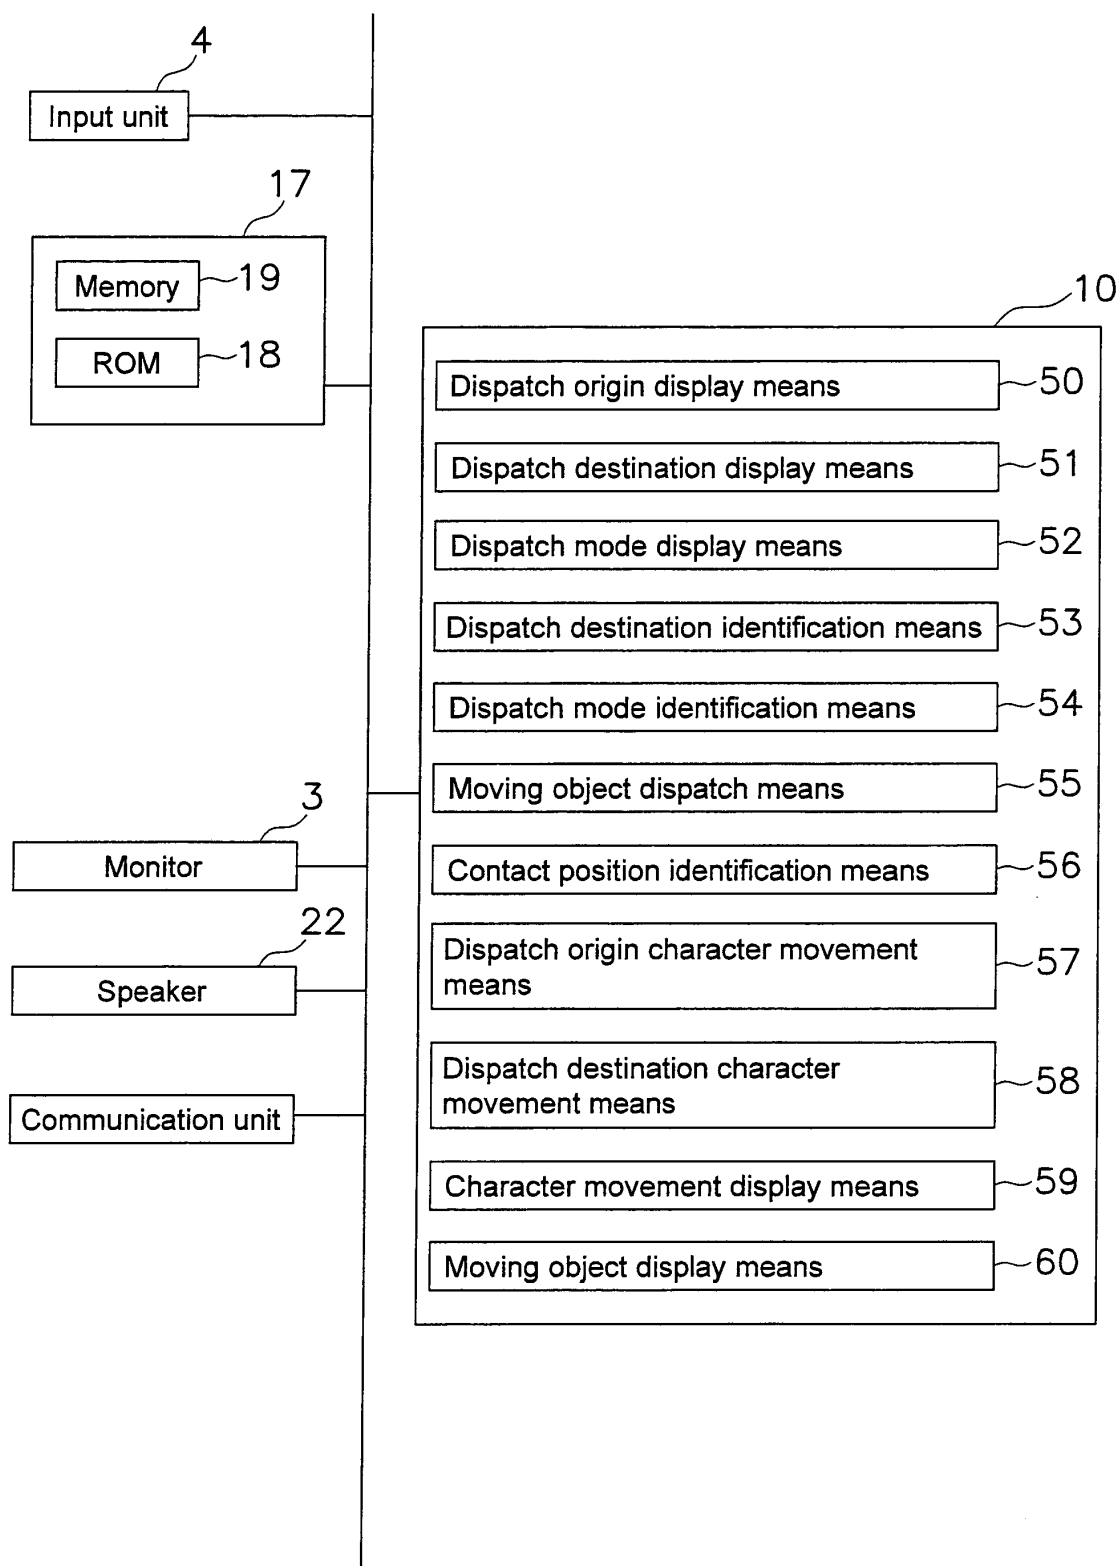 4
Input unit
17
Memory
19
ROM
18
10
Dispatch origin display means
50
Dispatch destination display means
51
Dispatch mode display means
52
Dispatch destination identification means
53
Dispatch mode identification means
54
Moving object dispatch means
55
3
Monitor
Contact position identification means
56
22
Speaker
Dispatch origin character movement
means
57
Dispatch destination character
movement means
58
Communication unit
Character movement display means
59
Moving object display means
60